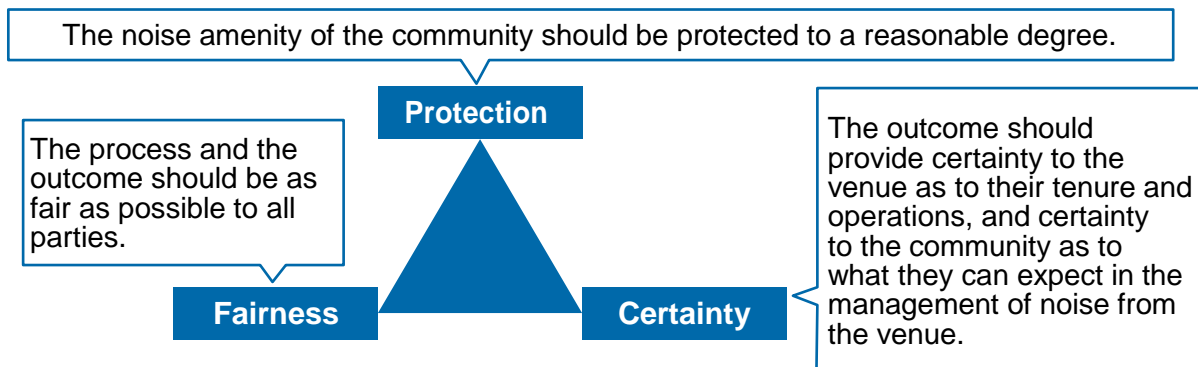 The noise amenity of the community should be protected to a reasonable degree.
Protection
The process and the
outcome should be as
fair as possible to all
parties.
The outcome should
provide certainty to the
venue as to their tenure and
operations, and certainty
to the community as to
what they can expect in the
management of noise from
the venue.
Fairness
Certainty